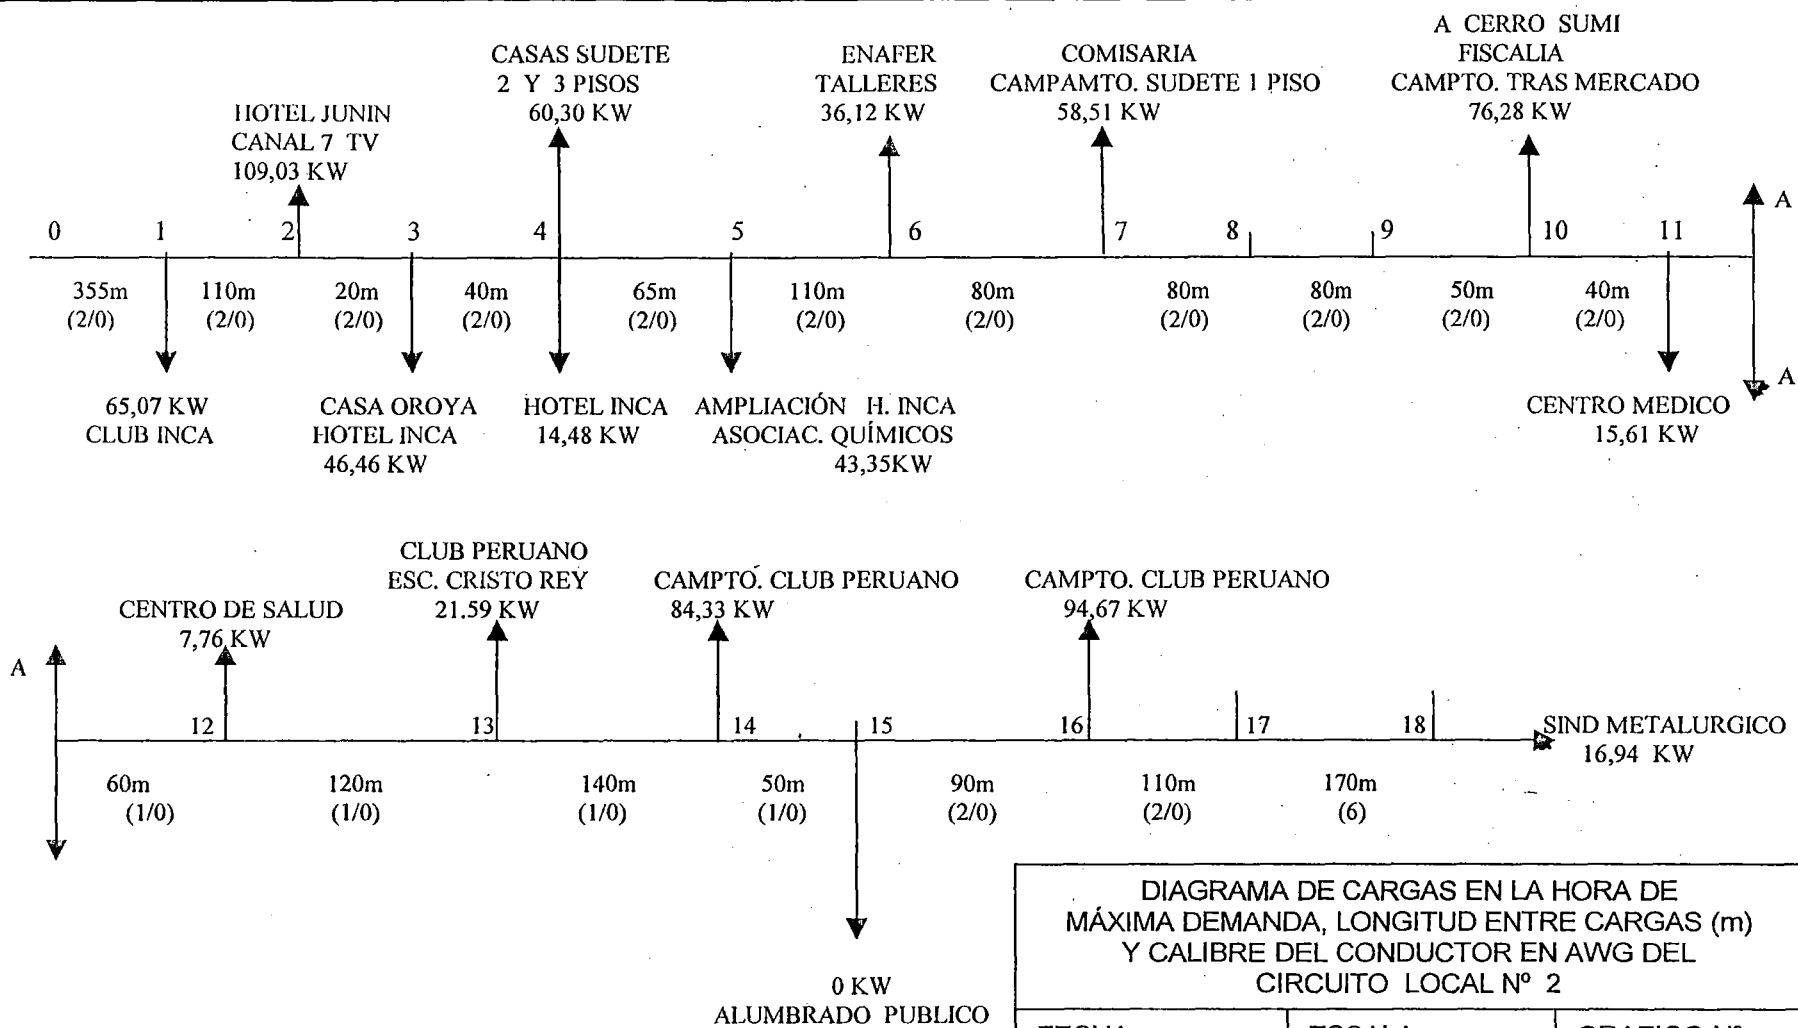 A CERRO SUMI
FISCALIA
CAMPTO. TRAS MERCADO
76,28 KW
CASAS SUDETE
2 Y 3 PISOS
60,30 KW
ENAFER
TALLERES
36,12 KW
COMISARIA
CAMPAMTO. SUDETE 1 PISO
58,51 KW
HOTEL JUNIN
CANAL 7 TV
109,03 KW
A
0 1 2 3 4 5 6 7 8 9 10 11
355m 110m 20m 40m 65m 110m 80m 80m 80m 50m 40m
(2/0) (2/0) (2/0) (2/0) (2/0) (2/0) (2/0) (2/0) (2/0) (2/0) (2/0)
A
65,07 KW
CLUB INCA
CASA OROYA
HOTEL INCA
46,46 KW
HOTEL INCA
14,48 KW
AMPLIACIÓN H. INCA
ASOCIAC. QUÍMICOS
43,35KW
CENTRO MEDICO
15,61 KW
CENTRO DE SALUD
7,76 KW
CLUB PERUANO
ESC. CRISTO REY
21.59 KW
CAMPTO. CLUB PERUANO
84,33 KW
CAMPTO. CLUB PERUANO
94,67 KW
A
12 13 14 15 16 17 18
SIND METALURGICO
16,94 KW
60m 120m 140m 50m 90m 110m 170m
(1/0) (1/0) (1/0) (1/0) (2/0) (2/0) (6)
0 KW
ALUMBRADO PUBLICO
DIAGRAMA DE CARGAS EN LA HORA DE
MÁXIMA DEMANDA, LONGITUD ENTRE CARGAS (m)
Y CALIBRE DEL CONDUCTOR EN AWG DEL
CIRCUITO LOCAL Nº 2